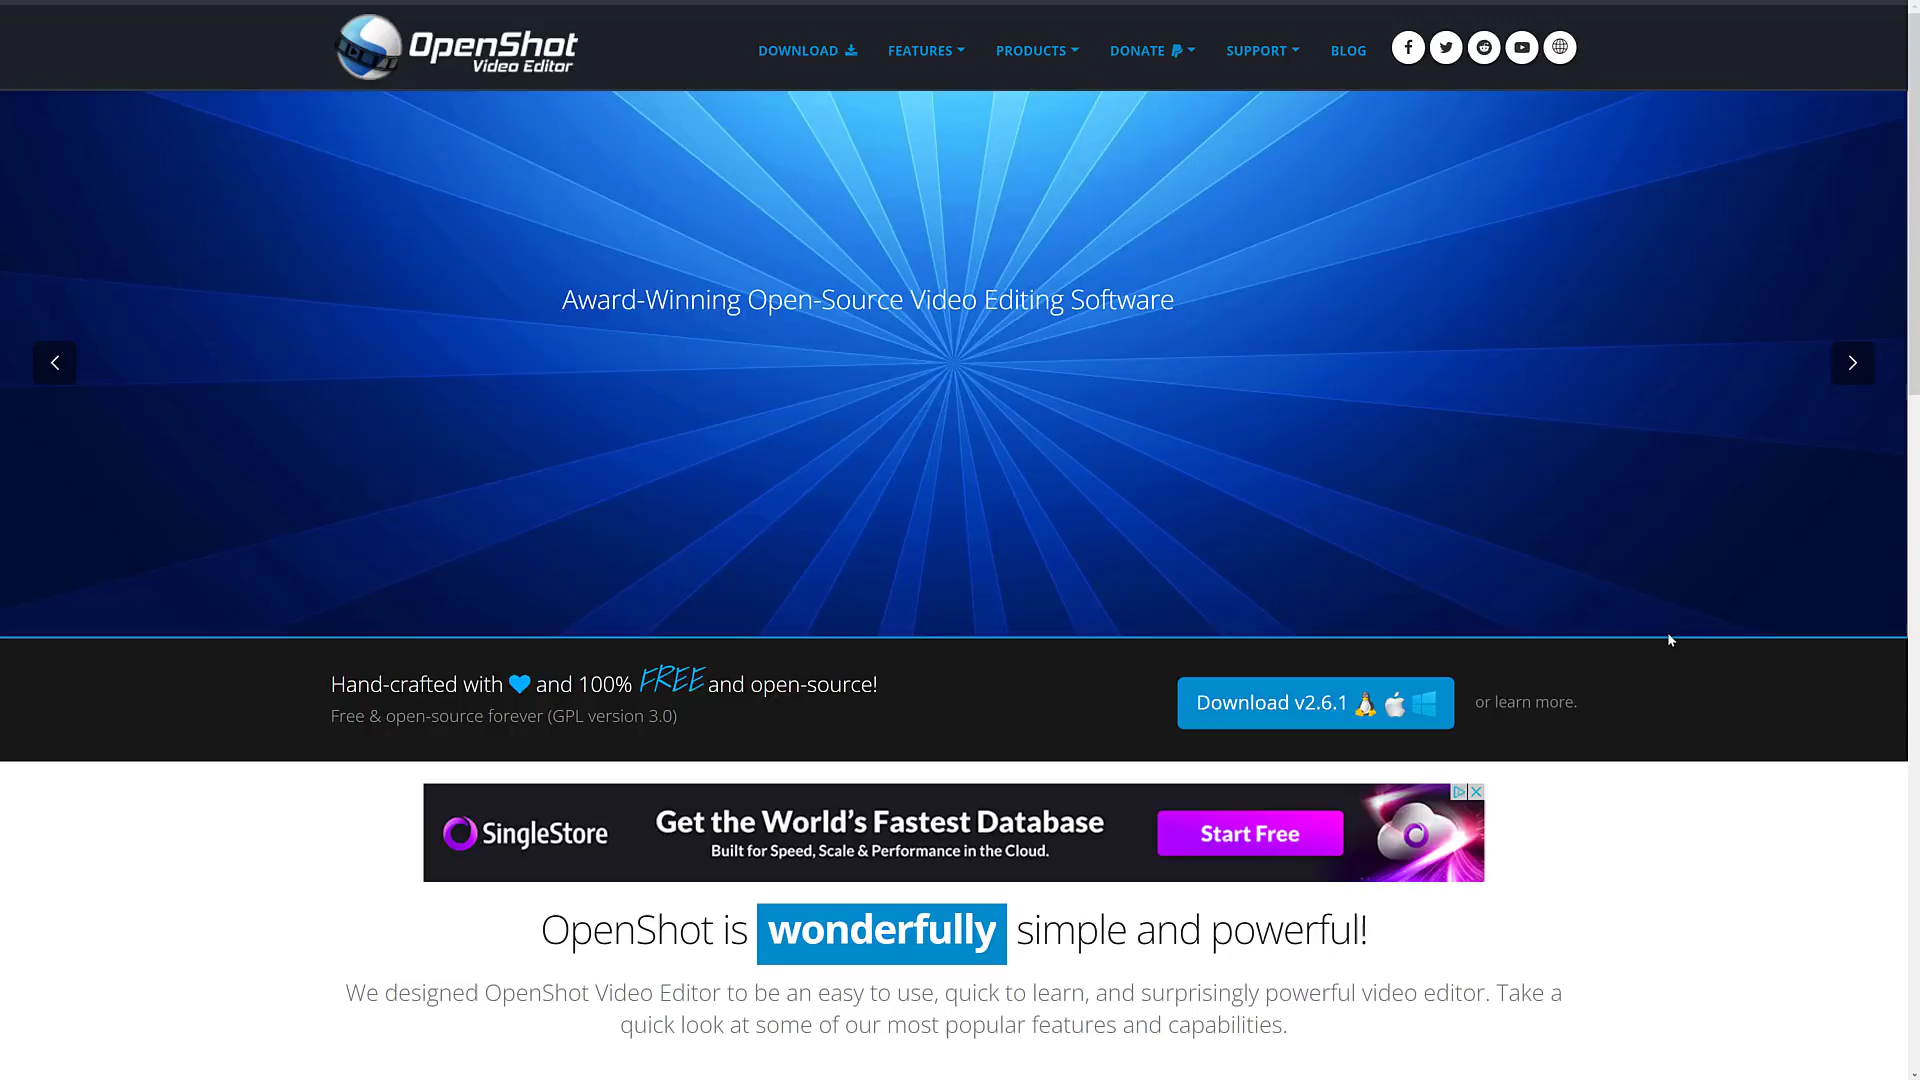 OpenShot
Video Editor
DOWNLOAD
FEATURES
PRODUCTS
DONATE
SUPPORT
BLOG
Award-Winning Open-Source Video Editing Software
Hand-crafted with and 100% FREE and open-source!
Free & open-source forever (GPL version 3.0)
Download v2.6.1
or learn more.
SingleStore
Get the World's Fastest Database
Built for Speed, Scale & Performance in the Cloud.
Start Free
OpenShot is wonderfully simple and powerful!
We designed OpenShot Video Editor to be an easy to use, quick to learn, and surprisingly powerful video editor. Take a
quick look at some of our most popular features and capabilities.